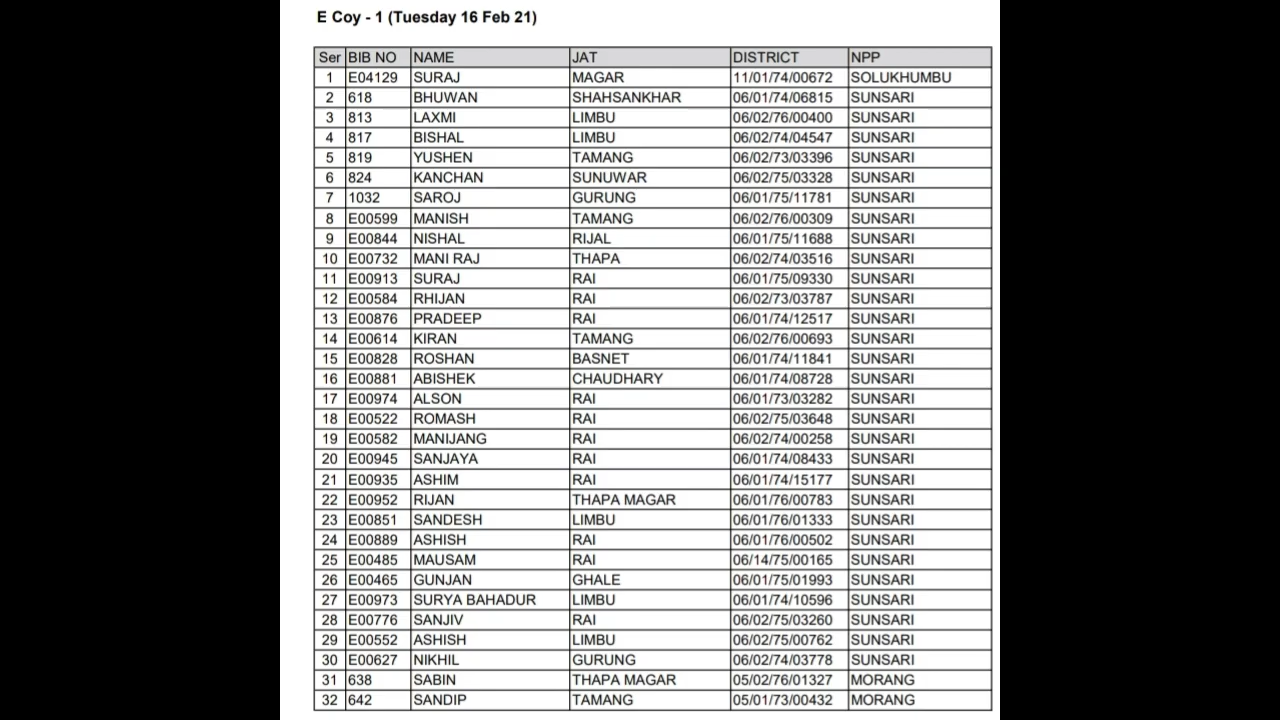 E Coy - 1 (Tuesday 16 Feb 21)
Ser BIB NO NAME JAT DISTRICT NPP
1 E04129 SURAJ MAGAR 11/01/74/00672 SOLUKHUMBU
2 618 BHUWAN SHAHSANKHAR 06/01/74/06815 SUNSARI
3 813 LAXMI LIMBU 06/02/76/00400 SUNSARI
4 817 BISHAL LIMBU 06/02/74/04547 SUNSARI
5 819 YUSHEN TAMANG 06/02/73/03396 SUNSARI
6 824 KANCHAN SUNUWAR 06/02/75/03328 SUNSARI
7 1032 SAROJ GURUNG 06/01/75/11781 SUNSARI
8 E00599 MANISH TAMANG 06/02/76/00309 SUNSARI
9 E00844 NISHAL RIJAL 06/01/75/11688 SUNSARI
10 E00732 MANI RAJ THAPA 06/02/74/03516 SUNSARI
11 E00913 SURAJ RAI 06/01/75/09330 SUNSARI
12 E00584 RHIJAN RAI 06/02/73/03787 SUNSARI
13 E00876 PRADEEP RAI 06/01/74/12517 SUNSARI
14 E00614 KIRAN TAMANG 06/02/76/00693 SUNSARI
15 E00828 ROSHAN BASNET 06/01/74/11841 SUNSARI
16 E00881 ABISHEK CHAUDHARY 06/01/74/08728 SUNSARI
17 E00974 ALSON RAI 06/01/73/03282 SUNSARI
18 E00522 ROMASH RAI 06/02/75/03648 SUNSARI
19 E00582 MANIJANG RAI 06/02/74/00258 SUNSARI
20 E00945 SANJAYA RAI 06/01/74/08433 SUNSARI
21 E00935 ASHIM RAI 06/01/74/15177 SUNSARI
22 E00952 RIJAN THAPA MAGAR 06/01/76/00783 SUNSARI
23 E00851 SANDESH LIMBU 06/01/76/01333 SUNSARI
24 E00889 ASHISH RAI 06/01/76/00502 SUNSARI
25 E00485 MAUSAM RAI 06/14/75/00165 SUNSARI
26 E00465 GUNJAN GHALE 06/01/75/01993 SUNSARI
27 E00973 SURYA BAHADUR LIMBU 06/01/74/10596 SUNSARI
28 E00776 SANJIV RAI 06/02/75/03260 SUNSARI
29 E00552 ASHISH LIMBU 06/02/75/00762 SUNSARI
30 E00627 NIKHIL GURUNG 06/02/74/03778 SUNSARI
31 638 SABIN THAPA MAGAR 05/02/76/01327 MORANG
32 642 SANDIP TAMANG 05/01/73/00432 MORANG